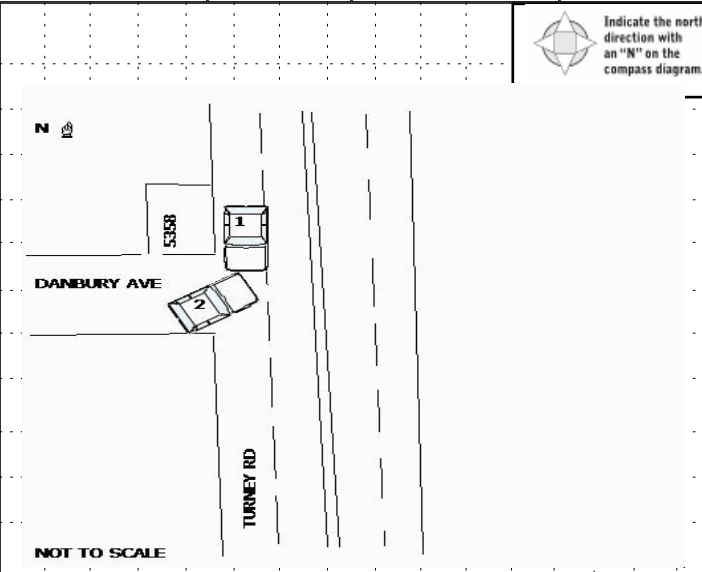 Indicate the north
direction with
an "N" on the
compass diagram.
N
1
5358
DANBURY AVE
2
TURNEY RD
NOT TO SCALE